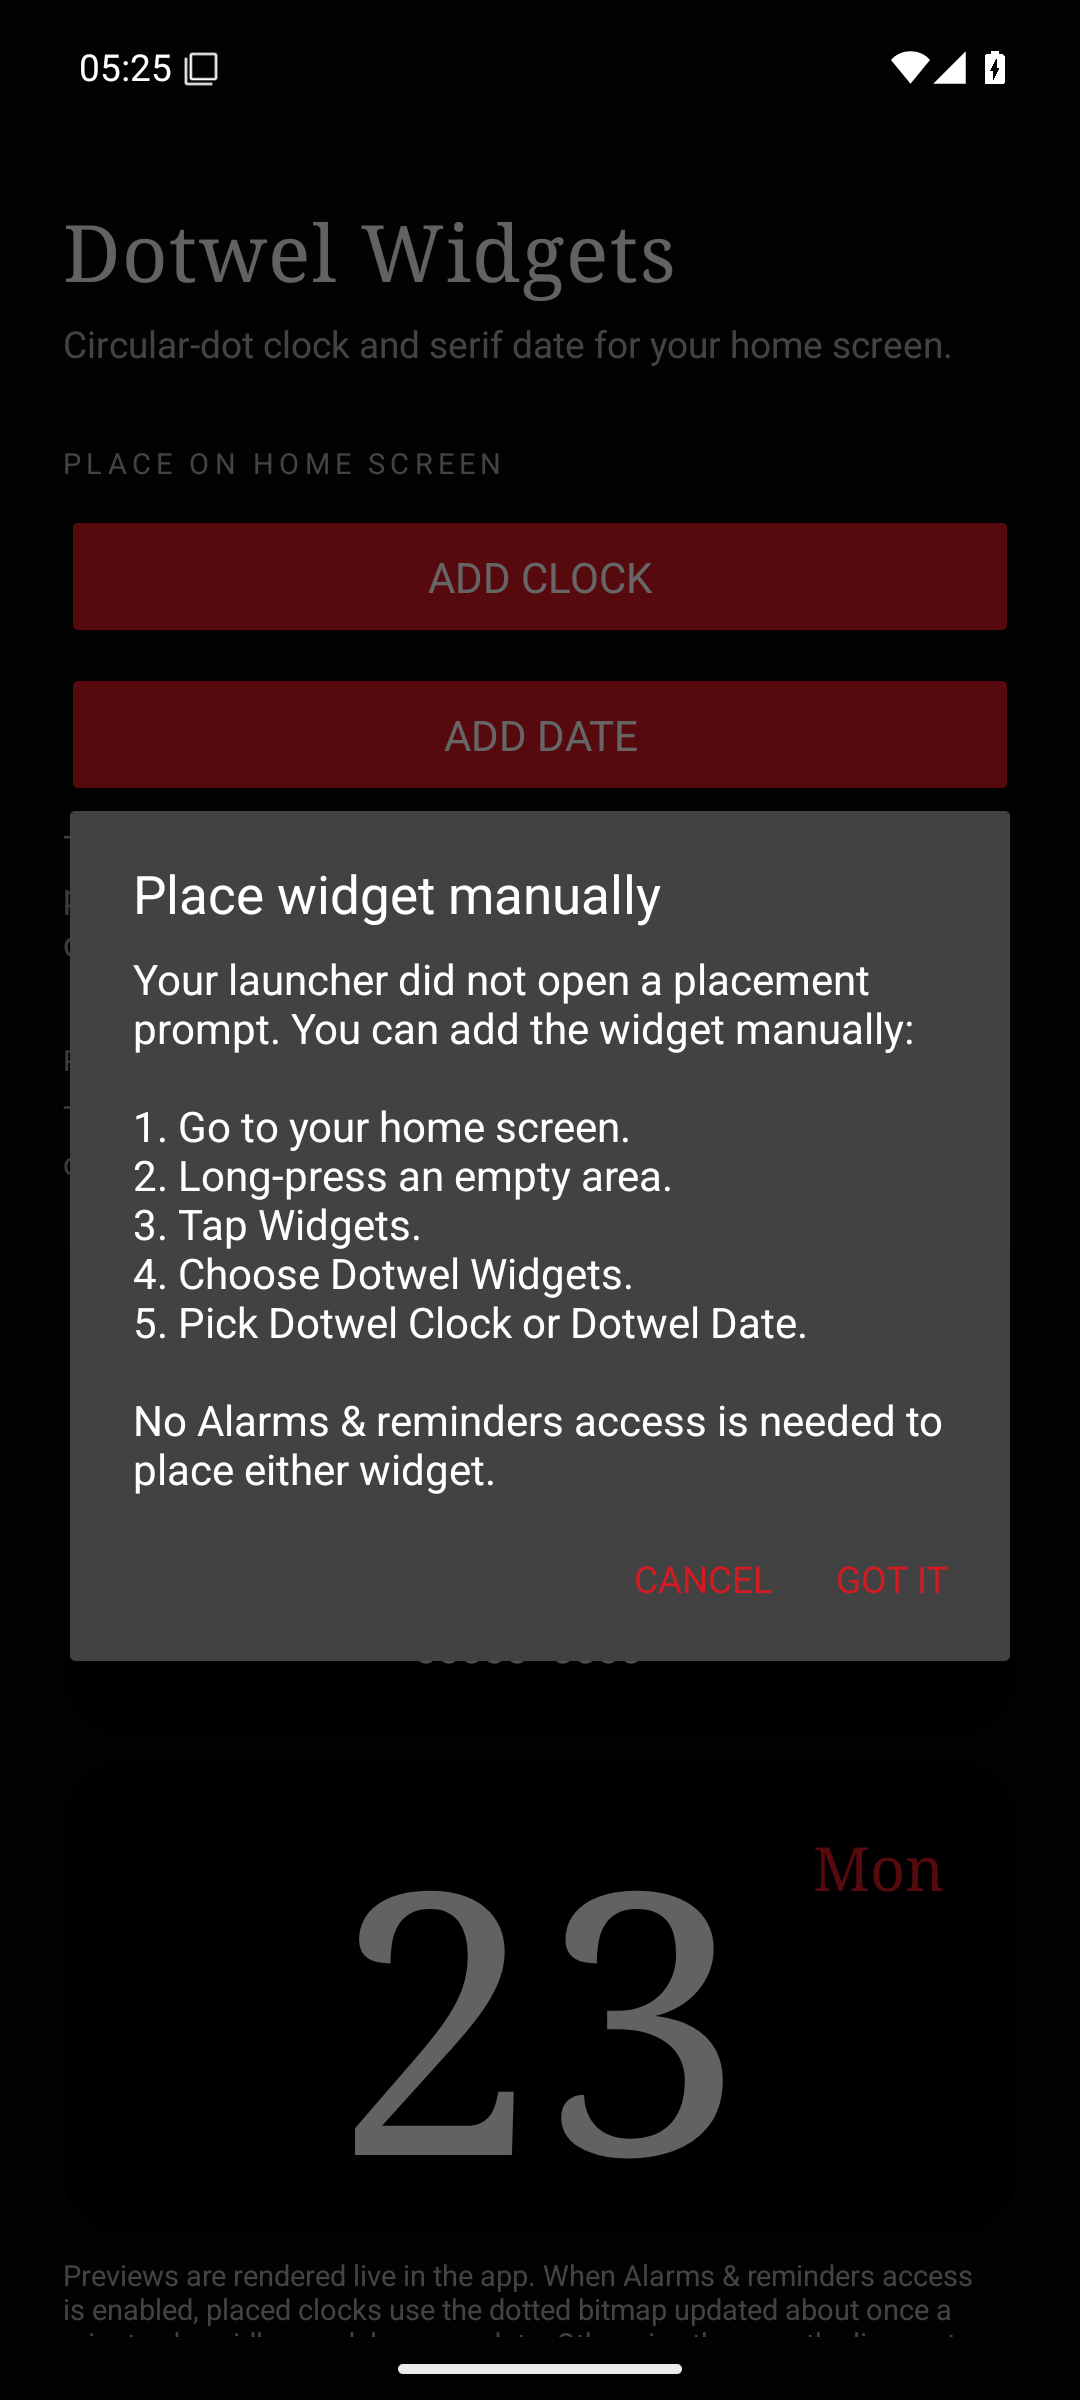 05:25
Dotwel Widgets
Circular-dot clock and serif date for your home screen.
PLACE ON HOME SCREEN
ADD CLOCK
ADD DATE
Place widget manually
Your launcher did not open a placement
prompt. You can add the widget manually:
1. Go to your home screen.
2. Long-press an empty area.
3. Tap Widgets.
4. Choose Dotwel Widgets.
5. Pick Dotwel Clock or Dotwel Date.
No Alarms & reminders access is needed to
place either widget.
CANCEL GOT IT
Mon
23
Previews are rendered live in the app. When Alarms & reminders access
is enabled, placed clocks use the dotted bitmap updated about once a